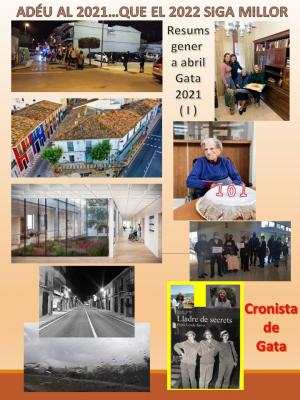 ADÉU AL 2021...QUE EL 2022 SIGA MILLOR
Resums
gener
a abril
Gata
2021
( I )
101
Lladre de secrets
Cronista
de
Gata